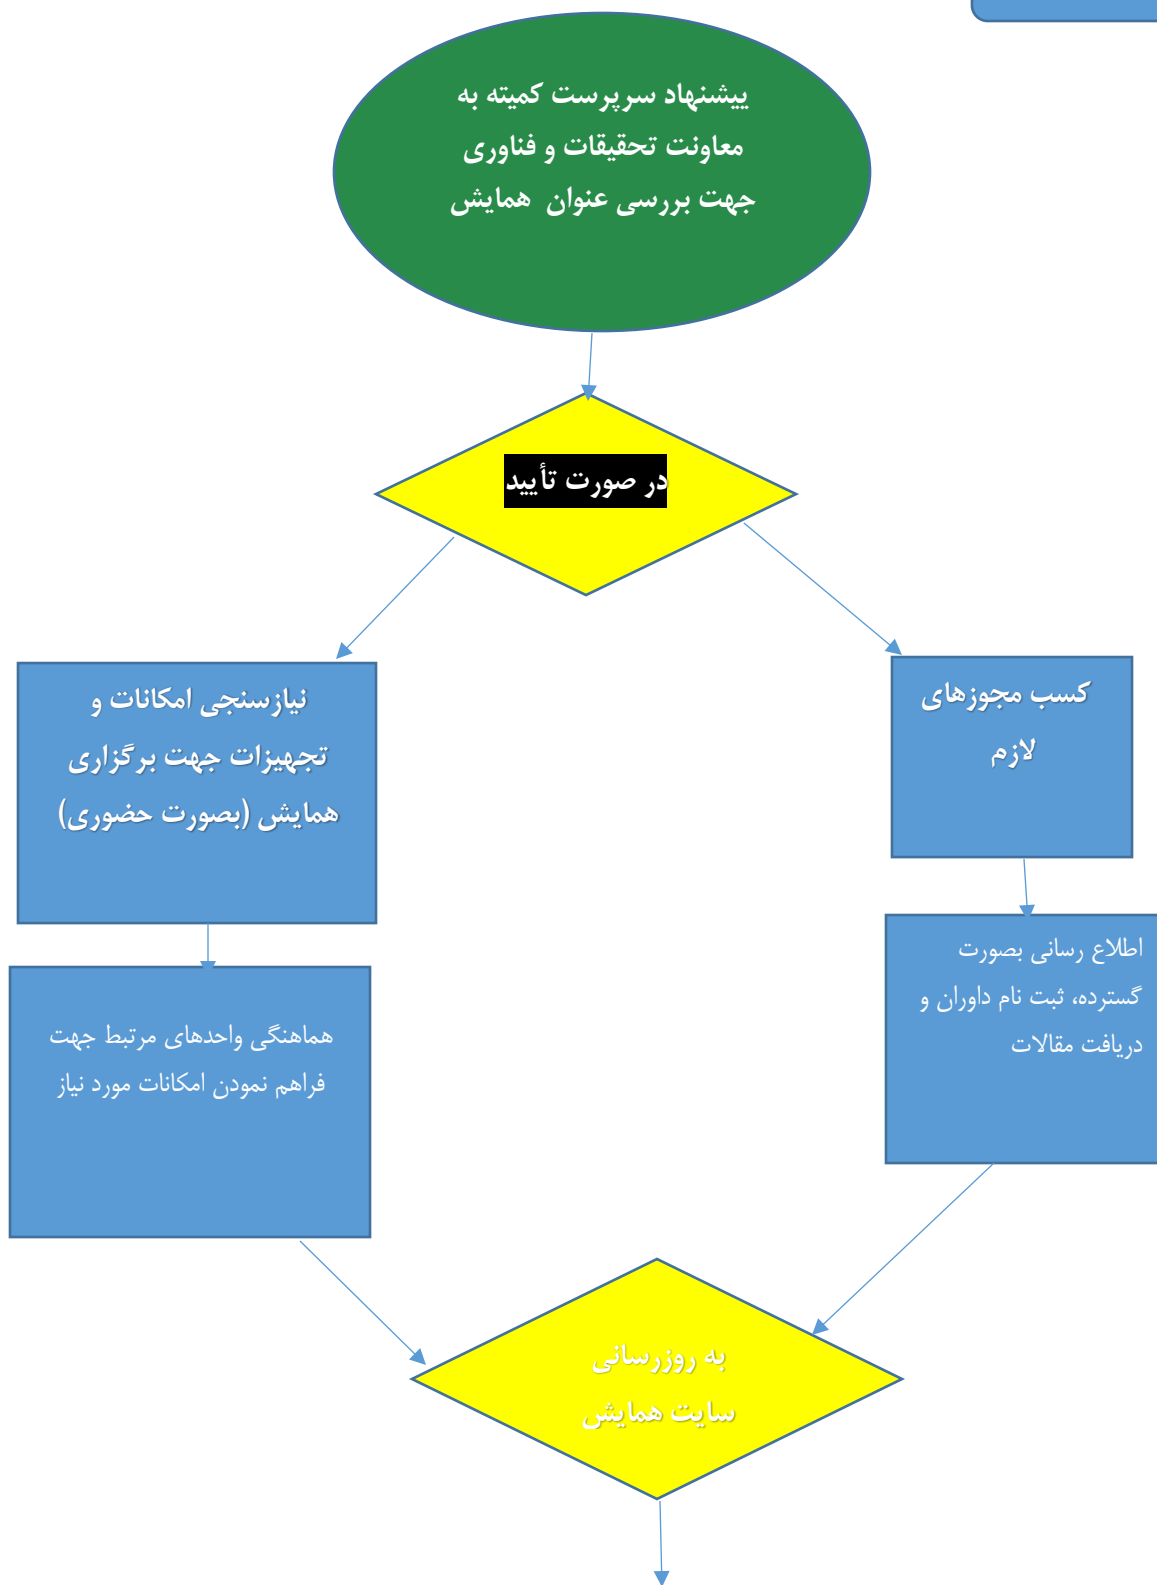 پیشنهاد سرپرست کمیته به
معاونت تحقیقات و فناوری
جهت بررسی عنوان همایش
در صورت تأیید
کسب مجوزهای
لازم
نیازسنجی امکانات و
تجهیزات جهت برگزاری
همایش (بصورت حضوری)
اطلاع رسانی بصورت
گسترده، ثبت نام داوران و
دریافت مقالات
هماهنگی واحدهای مرتبط جهت
فراهم نمودن امکانات مورد نیاز
به روزرسانی
سایت همایش